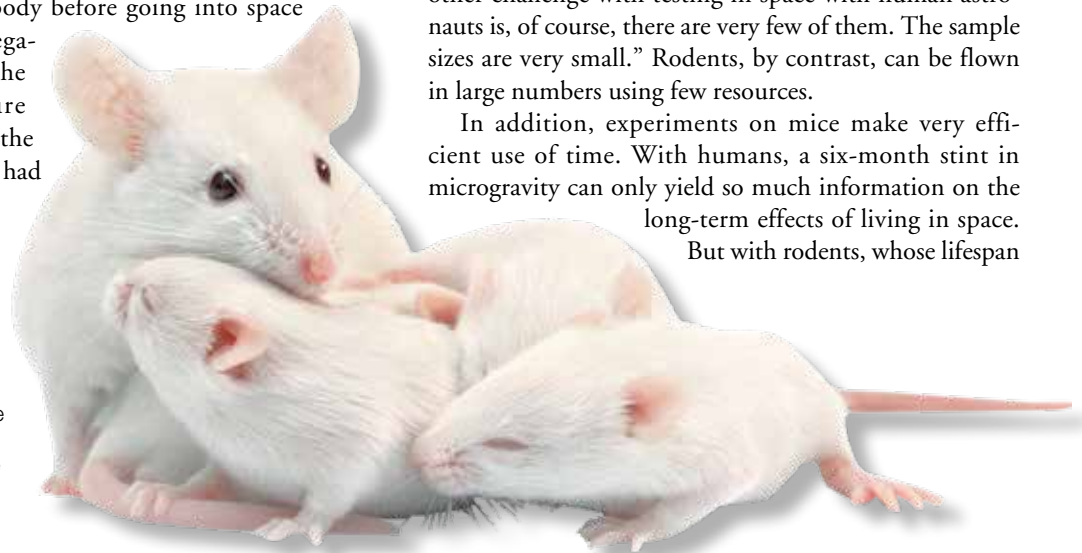 body before going into space
ega-
he
the
had
e
other challenge with testing in space with human astro-
nauts is, of course, there are very few of them. The sample
sizes are very small.” Rodents, by contrast, can be flown
in large numbers using few resources.
In addition, experiments on mice make very effi-
cient use of time. With humans, a six-month stint in
microgravity can only yield so much information on the
long-term effects of living in space.
But with rodents, whose lifespan